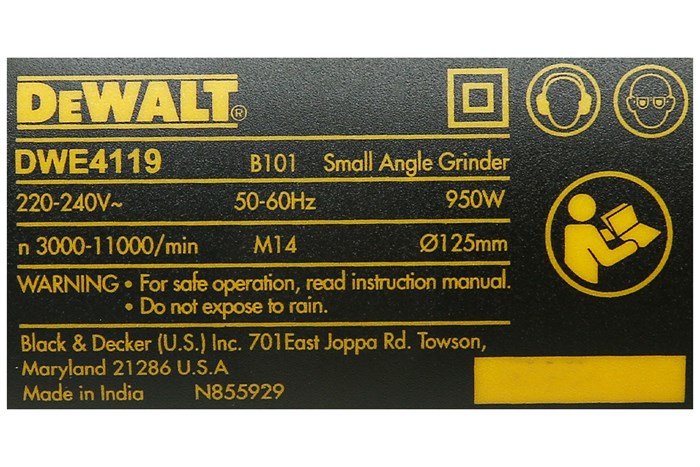 DEWALT®
DWE4119 B101 Small Angle Grinder
220-240V~ 50-60Hz 950W
n 3000-11000/min M14 Ø125mm
WARNING • For safe operation, read instruction manual.
• Do not expose to rain.
Black & Decker (U.S.) Inc. 701East Joppa Rd. Towson,
Maryland 21286 U.S.A
Made in India N855929